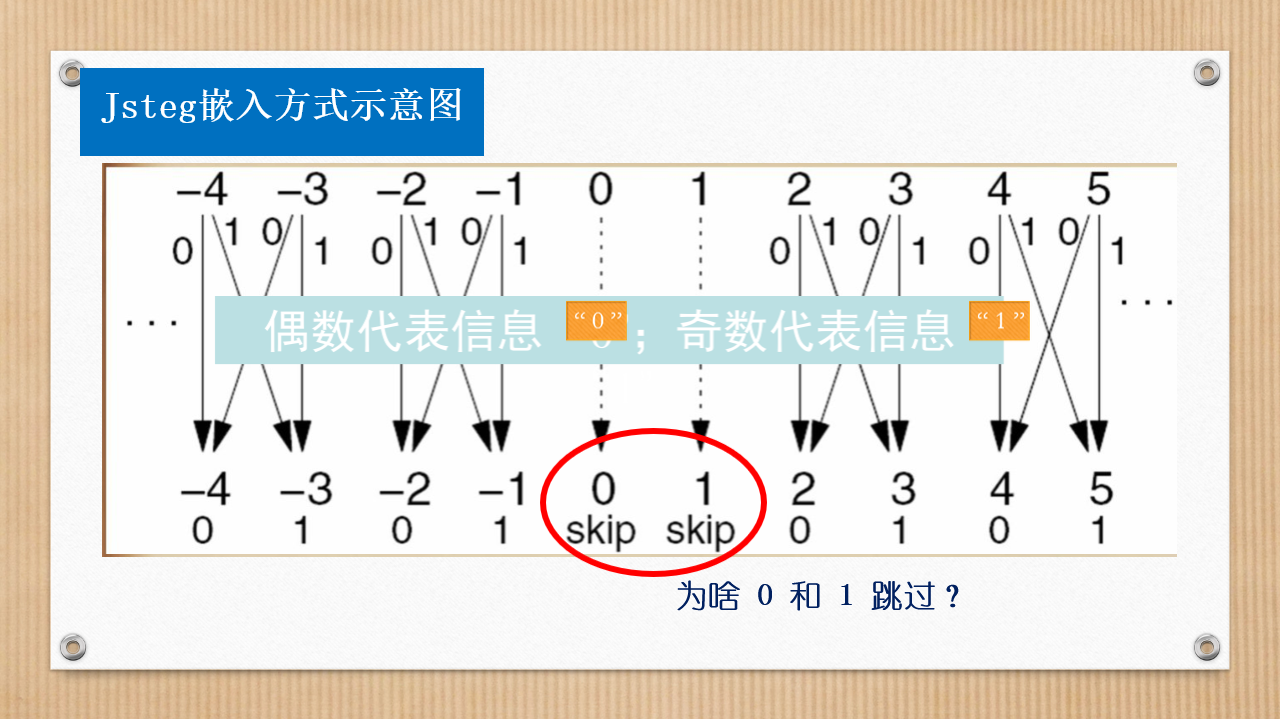 Jsteg嵌入方式示意图
−4 −3 −2 −1 0 1 2 3 4 5
0 1 0 1 0 1 0 1 0 1 0 1 0 1 0 1
... ...
偶数代表信息 “0” ；奇数代表信息 “1”
−4 −3 −2 −1 0 1 2 3 4 5
0 1 0 1 skip skip 0 1 0 1
为啥 0 和 1 跳过？